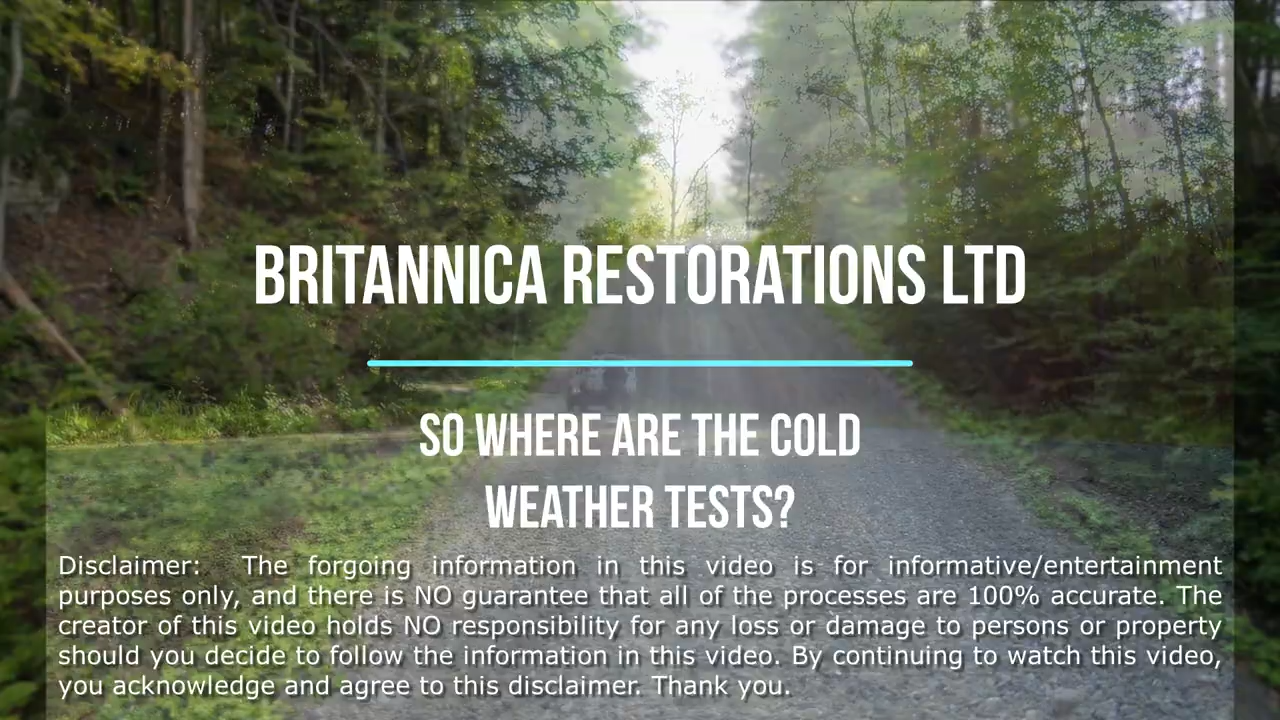 BRITANNICA RESTORATIONS LTD
SO WHERE ARE THE COLD
WEATHER TESTS?
Disclaimer: The forgoing information in this video is for informative/entertainment
purposes only, and there is NO guarantee that all of the processes are 100% accurate. The
creator of this video holds NO responsibility for any loss or damage to persons or property
should you decide to follow the information in this video. By continuing to watch this video,
you acknowledge and agree to this disclaimer. Thank you.